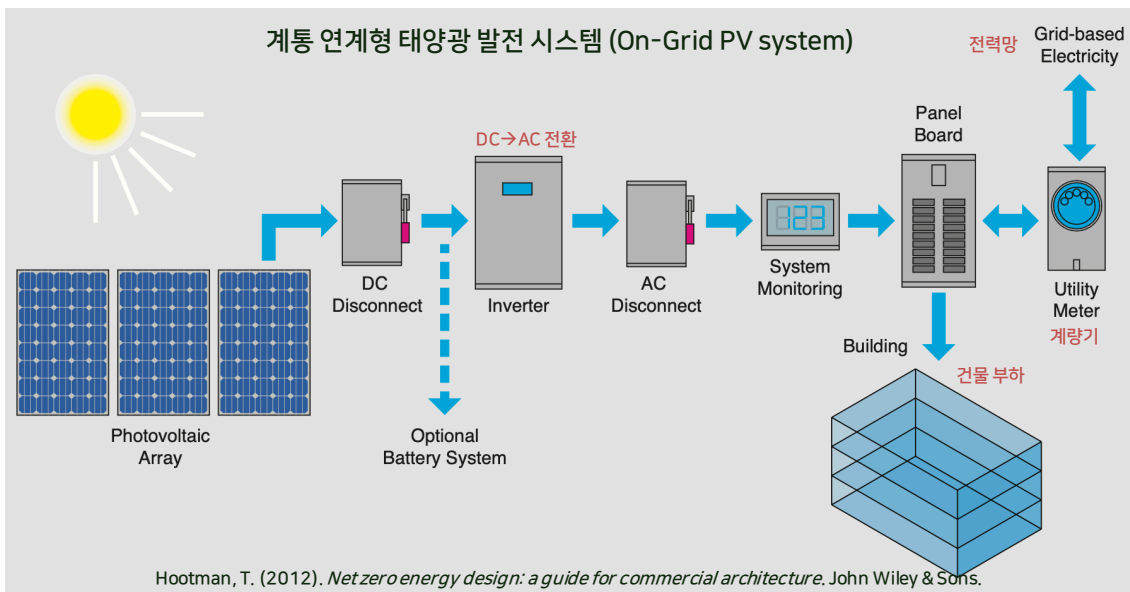 계통 연계형 태양광 발전 시스템 (On-Grid PV system)
전력망
Grid-based
Electricity
Panel
Board
DC→AC 전환
123
DC
Disconnect
Inverter
AC
Disconnect
System
Monitoring
Utility
Meter
계량기
Building
건물 부하
Photovoltaic
Array
Optional
Battery System
Hootman, T. (2012). Net zero energy design: a guide for commercial architecture. John Wiley & Sons.